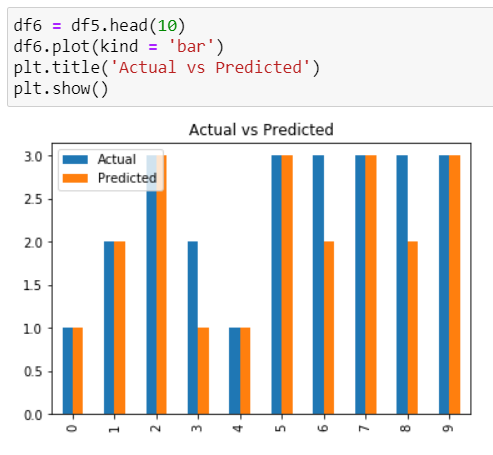 df6 = df5.head(10)
df6.plot(kind = 'bar')
plt.title('Actual vs Predicted')
plt.show()
Actual vs Predicted
3.0
Actual
Predicted
2.5
2.0
1.5
1.0
0.5
0.0
0 1 2 3 4 5 6 7 8 9